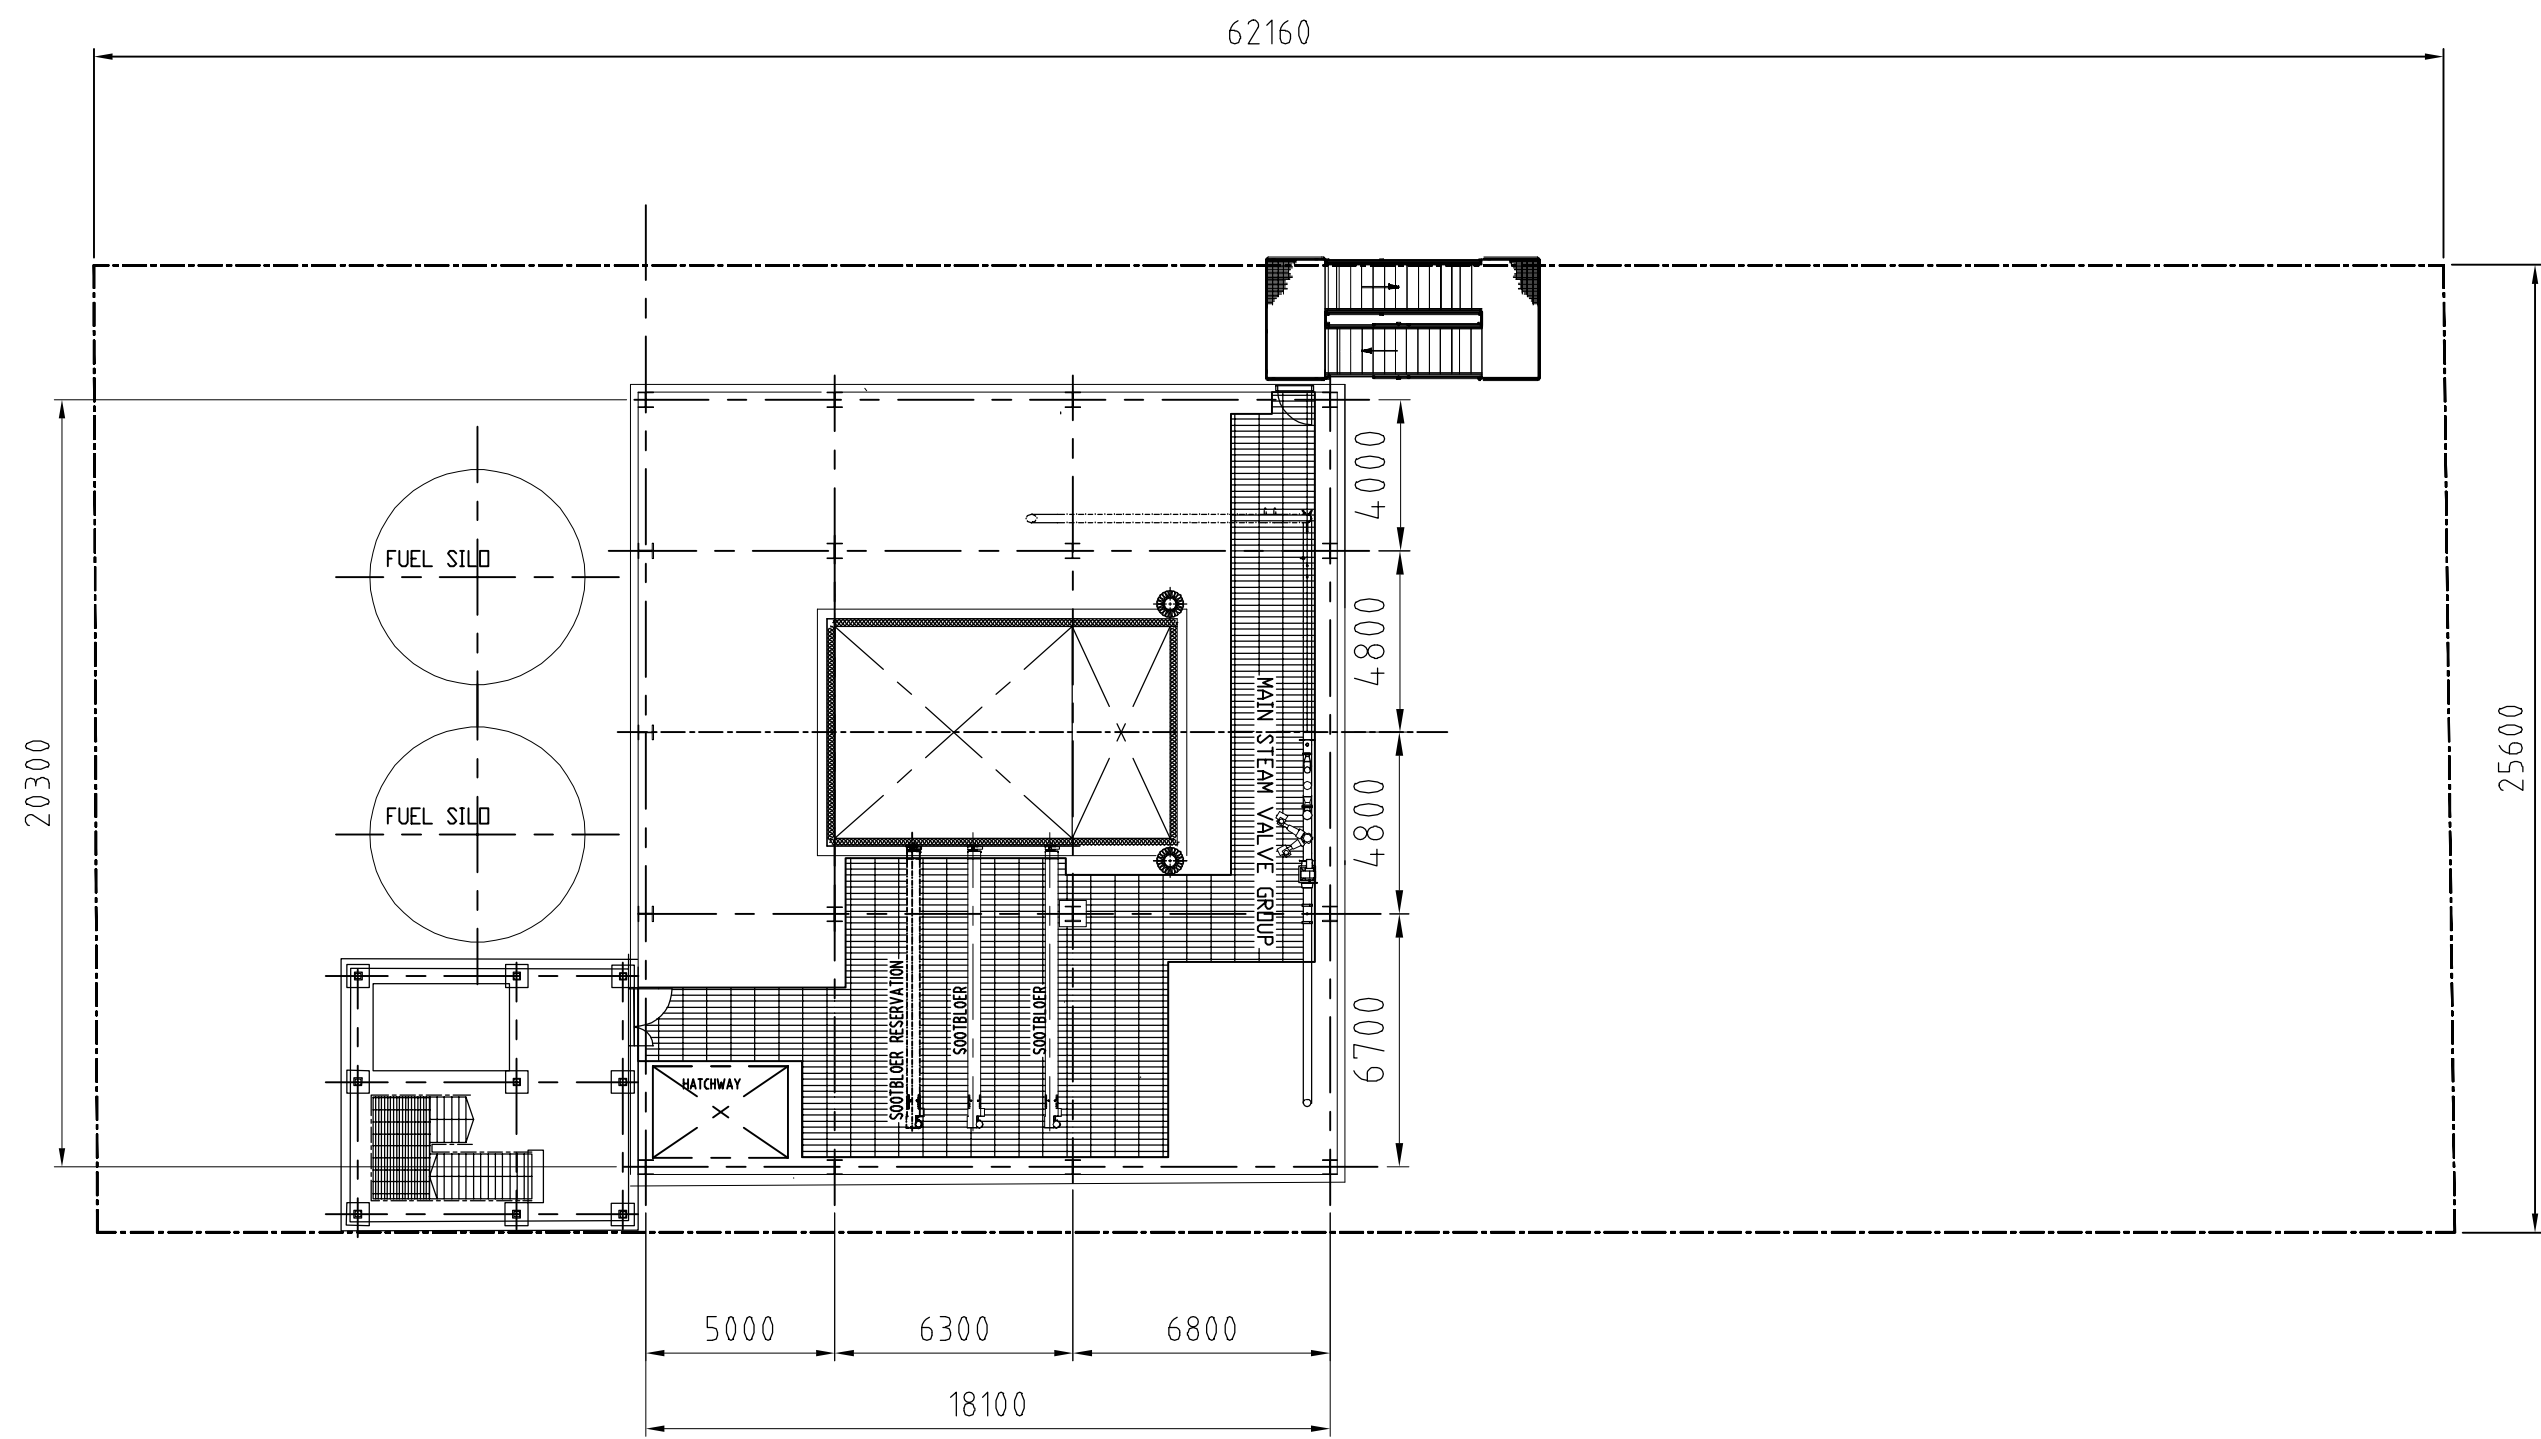 62160
4000
FUEL SILO
4800
MAIN STEAM VALVE GROUP
25600
20300
FUEL SILO
4800
SOOTBLOER RESERVATION
SOOTBLOER
SOOTBLOER
6700
HATCHWAY
5000
6300
6800
18100